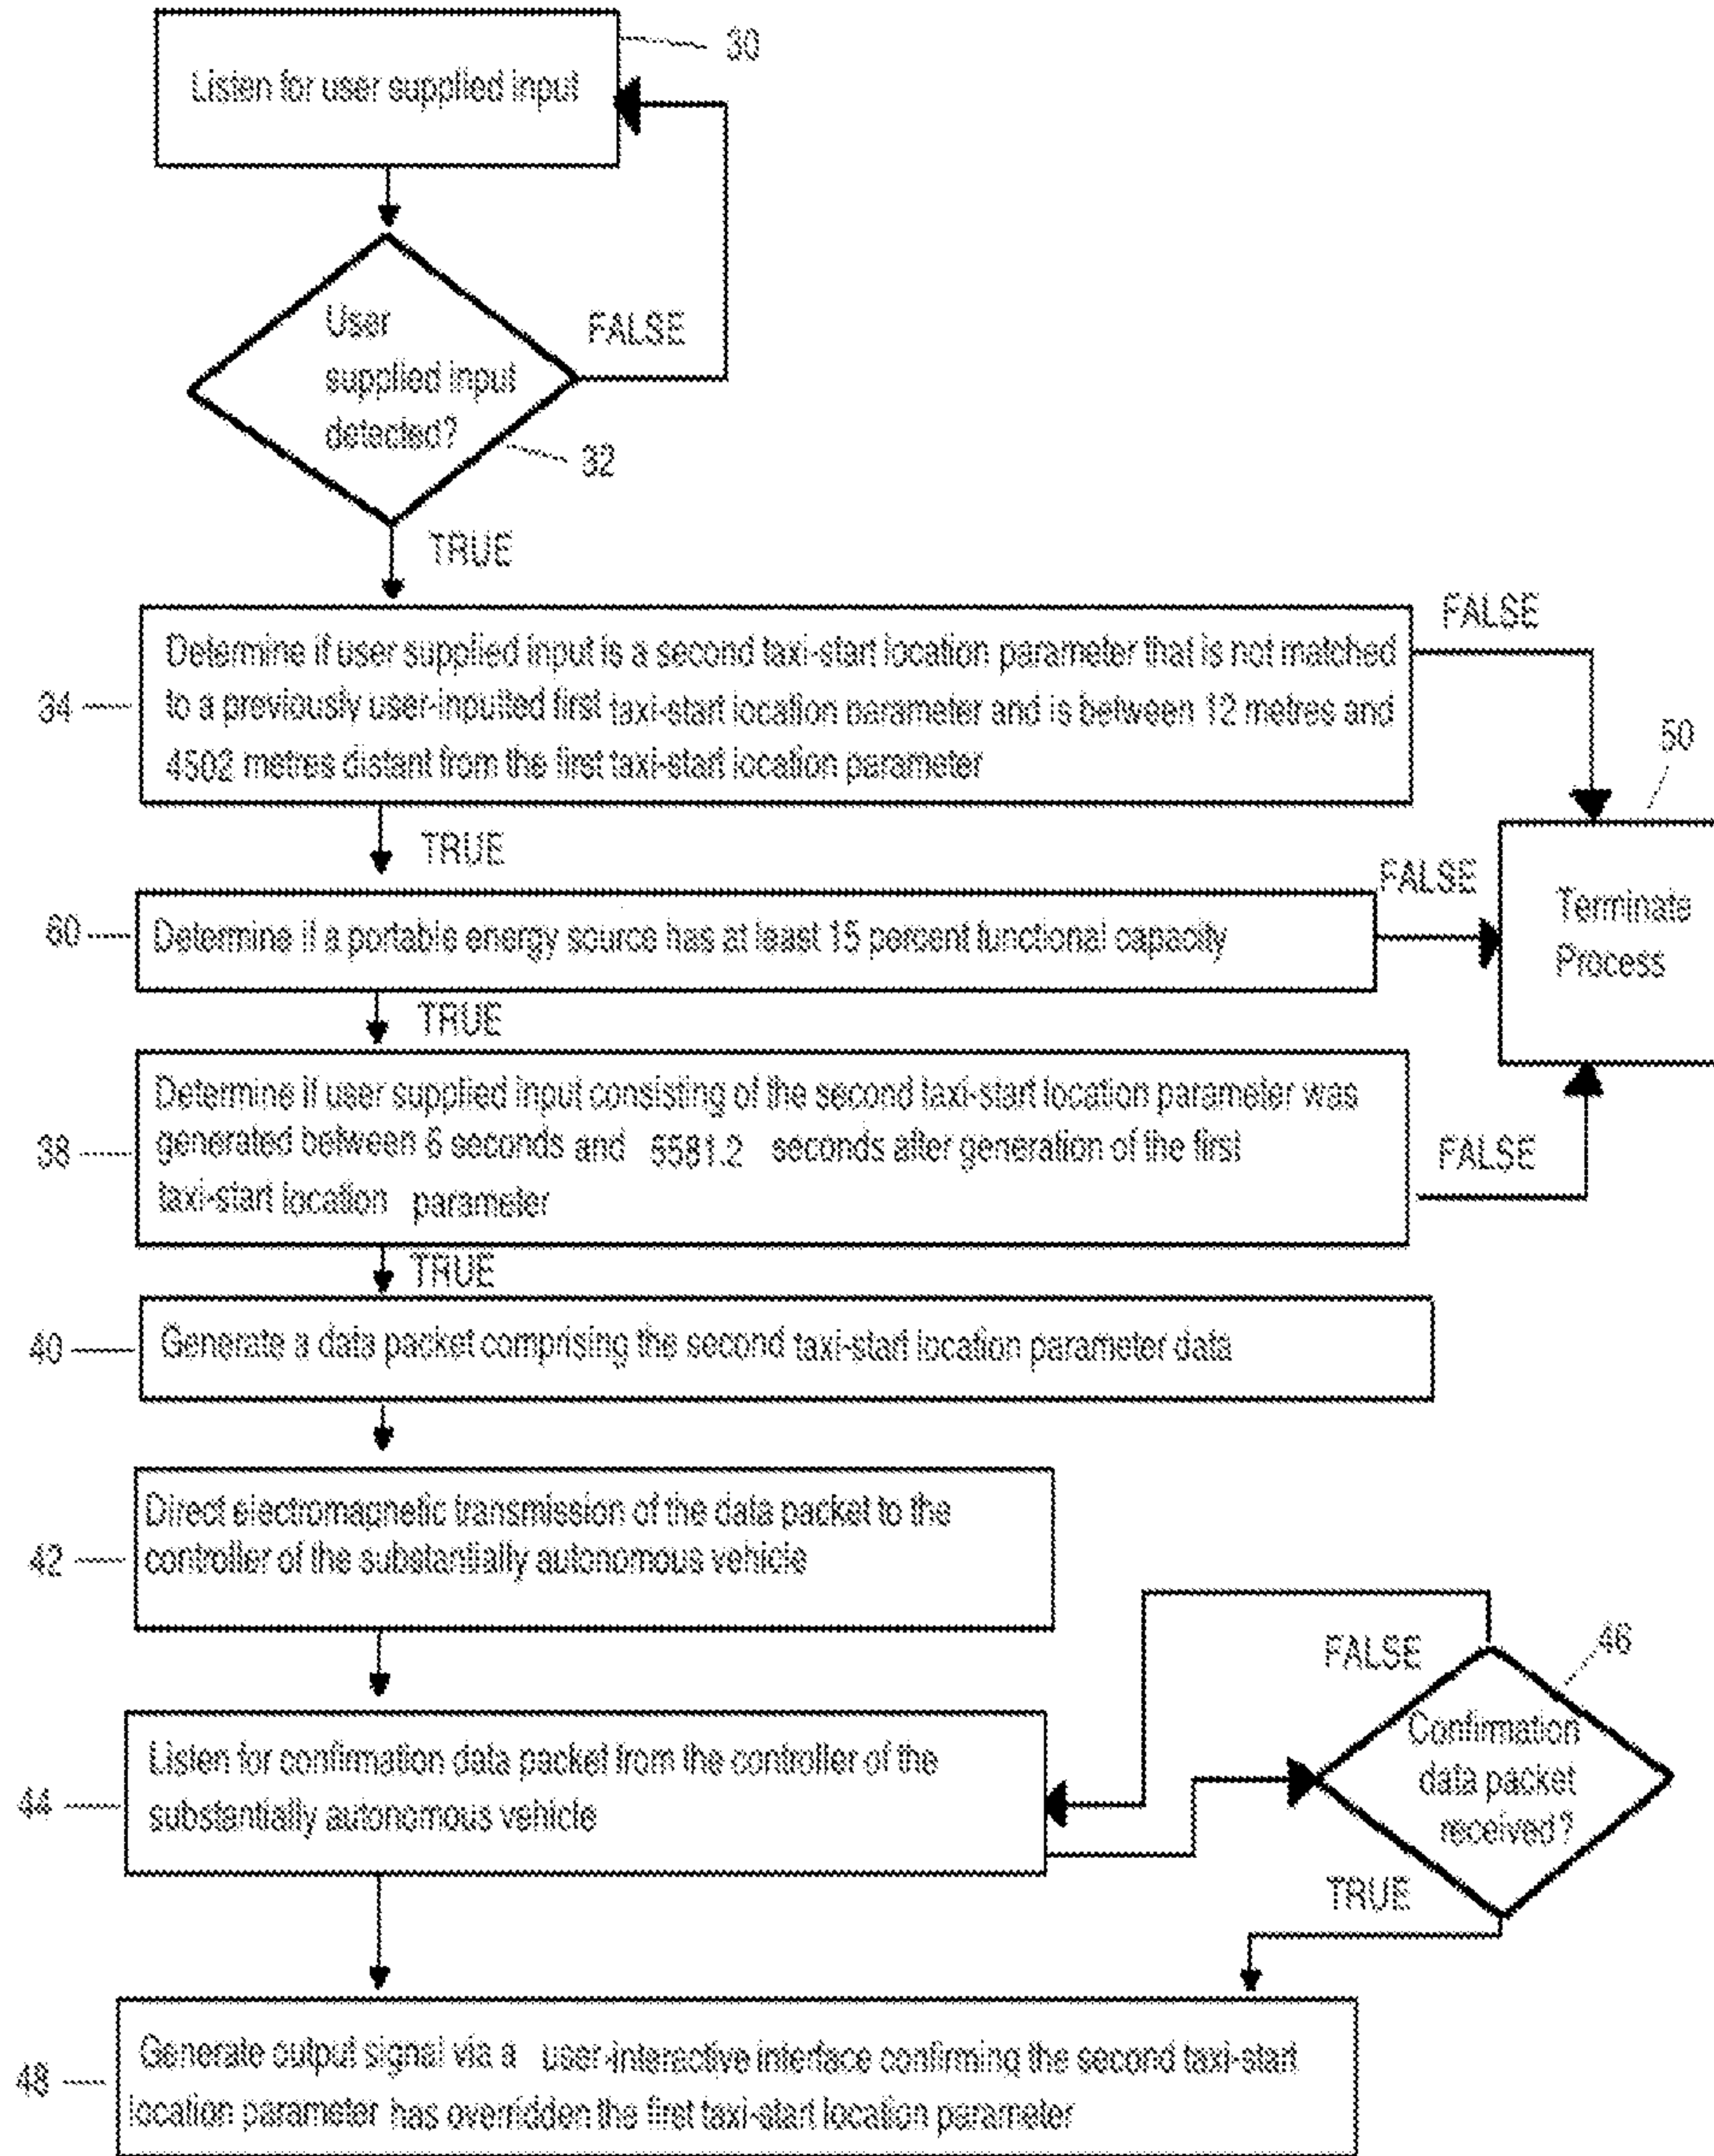 30
Listen for user supplied input
User
supplied input
detected?
FALSE
32
TRUE
FALSE
34
Determine if user supplied input is a second taxi-start location parameter that is not matched
to a previously user-inputted first taxi-start location parameter and is between 12 metres and
4502 metres distant from the first taxi-start location parameter
50
TRUE
FALSE
Terminate
Process
60
Determine if a portable energy source has at least 15 percent functional capacity
TRUE
38
Determine if user supplied input consisting of the second taxi-start location parameter was
generated between 6 seconds and seconds after generation of the first
taxi-start location parameter
FALSE
TRUE
40
Generate a data packet comprising the second taxi-start location parameter data
42
Direct electromagnetic transmission of the data packet to the
controller of the substantially autonomous vehicle
FALSE
46
44
Listen for confirmation data packet from the controller of the
substantially autonomous vehicle
Confirmation
data packet
received?
TRUE
48
Generate output signal via a user-interactive interface confirming the second taxi-start
location parameter has overridden the first taxi-start location parameter